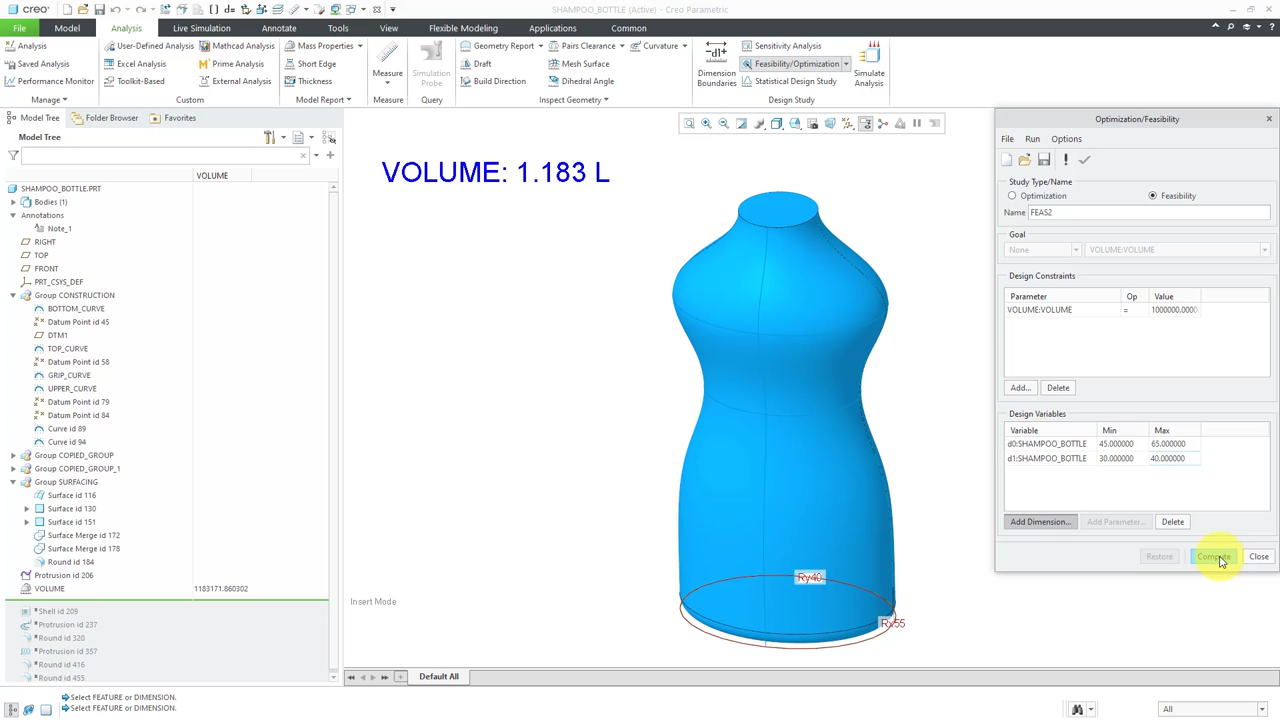 creo
SHAMPOO_BOTTLE (Active) - Creo Parametric
File Model Analysis Live Simulation Annotate Tools View Flexible Modeling Applications Common
Analysis
Saved Analysis
Performance Monitor
Manage
User-Defined Analysis
Excel Analysis
Toolkit-Based
Mathcad Analysis
Prime Analysis
External Analysis
Custom
Mass Properties
Short Edge
Thickness
Model Report
Measure
Measure
Simulation Probe
Query
Geometry Report
Draft
Build Direction
Pairs Clearance
Mesh Surface
Dihedral Angle
Curvature
Inspect Geometry
Dimension Boundaries
Sensitivity Analysis
Feasibility/Optimization
Statistical Design Study
Simulate Analysis
Design Study
Model Tree Folder Browser Favorites
Model Tree
VOLUME
SHAMPOO_BOTTLE.PRT
Bodies (1)
Annotations
Note_1
RIGHT
TOP
FRONT
PRT_CSYS_DEF
Group CONSTRUCTION
BOTTOM_CURVE
Datum Point id 45
DTM1
TOP_CURVE
Datum Point id 58
GRIP_CURVE
UPPER_CURVE
Datum Point id 79
Datum Point id 84
Curve id 89
Curve id 94
Group COPIED_GROUP
Group COPIED_GROUP_1
Group SURFACING
Surface id 116
Surface id 130
Surface id 151
Surface Merge id 172
Surface Merge id 178
Round id 184
Protrusion id 206
VOLUME 1183171.860302
Shell id 209
Protrusion id 237
Round id 320
Protrusion id 357
Round id 416
Round id 455
VOLUME: 1.183 L
Ry40
Rx55
Insert Mode
Default All
Optimization/Feasibility
File Run Options
Study Type/Name
Optimization Feasibility
Name FEAS2
Goal
None VOLUME:VOLUME
Design Constraints
Parameter Op Value
VOLUME:VOLUME = 1000000.0000
Add... Delete
Design Variables
Variable Min Max
d0:SHAMPOO_BOTTLE 45.000000 65.000000
d1:SHAMPOO_BOTTLE 30.000000 40.000000
Add Dimension... Add Parameter... Delete
Restore Compute Close
Select FEATURE or DIMENSION.
Select FEATURE or DIMENSION.
All